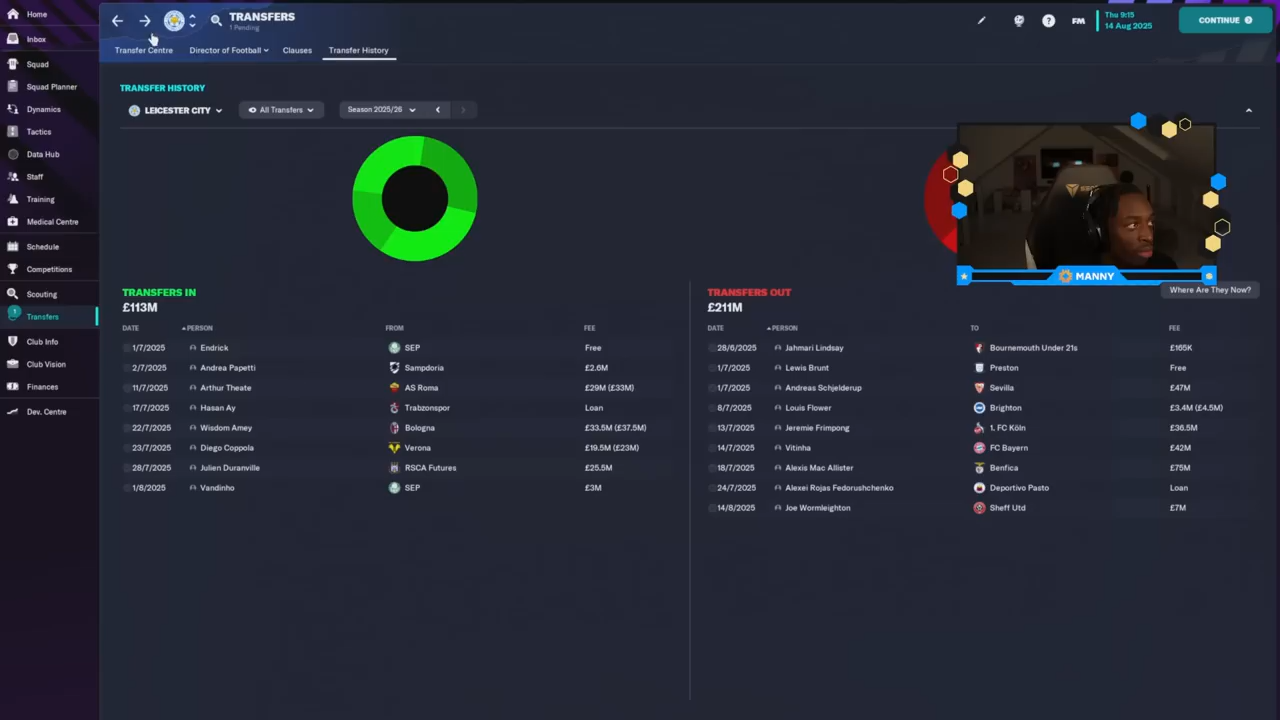 Home
TRANSFERS
1 Pending
Thu 9:15
14 Aug 2025
FM
CONTINUE
Inbox
Transfer Centre
Director of Football
Clauses
Transfer History
Squad
Squad Planner
Dynamics
Tactics
Data Hub
Staff
Training
Medical Centre
Schedule
Competitions
Scouting
1
Transfers
Club Info
Club Vision
Finances
Dev. Centre
TRANSFER HISTORY
LEICESTER CITY
All Transfers
Season 2025/26
MANNY
Where Are They Now?
TRANSFERS IN
£113M
DATE PERSON FROM FEE
1/7/2025 Endrick SEP Free
2/7/2025 Andrea Papetti Sampdoria £2.6M
11/7/2025 Arthur Theate AS Roma £29M (£33M)
17/7/2025 Hasan Ay Trabzonspor Loan
22/7/2025 Wisdom Amey Bologna £33.5M (£37.5M)
23/7/2025 Diego Coppola Verona £19.5M (£23M)
28/7/2025 Julien Duranville RSCA Futures £25.5M
1/8/2025 Vandinho SEP £3M
TRANSFERS OUT
£211M
DATE PERSON TO FEE
28/6/2025 Jahmari Lindsay Bournemouth Under 21s £165K
1/7/2025 Lewis Brunt Preston Free
1/7/2025 Andreas Schjelderup Sevilla £47M
8/7/2025 Louis Flower Brighton £3.4M (£4.5M)
13/7/2025 Jeremie Frimpong 1. FC Köln £36.5M
14/7/2025 Vitinha FC Bayern £42M
18/7/2025 Alexis Mac Allister Benfica £75M
24/7/2025 Alexei Rojas Fedorushchenko Deportivo Pasto Loan
14/8/2025 Joe Wormleighton Sheff Utd £7M